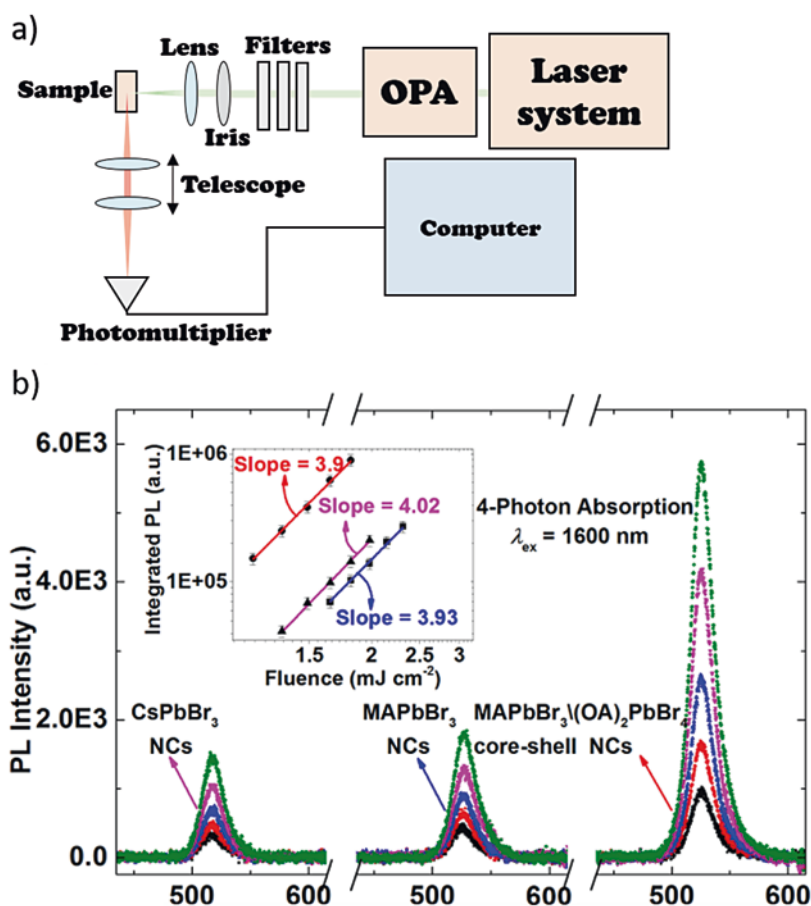 a)
Lens
Filters
Sample
Iris
OPA
Laser
system
Telescope
Computer
Photomultiplier
b)
PL Intensity (a.u.)
6.0E3
4.0E3
2.0E3
0.0
Integrated PL (a.u.)
1E+06
1E+05
Slope = 3.9
Slope = 4.02
Slope = 3.93
1.5
2
2.5
3
Fluence (mJ cm⁻²)
4-Photon Absorption
λₑₓ = 1600 nm
CsPbBr₃
NCs
MAPbBr₃
NCs
MAPbBr₃\(OA)₂PbBr₄
core-shell NCs
500
600
500
600
500
600